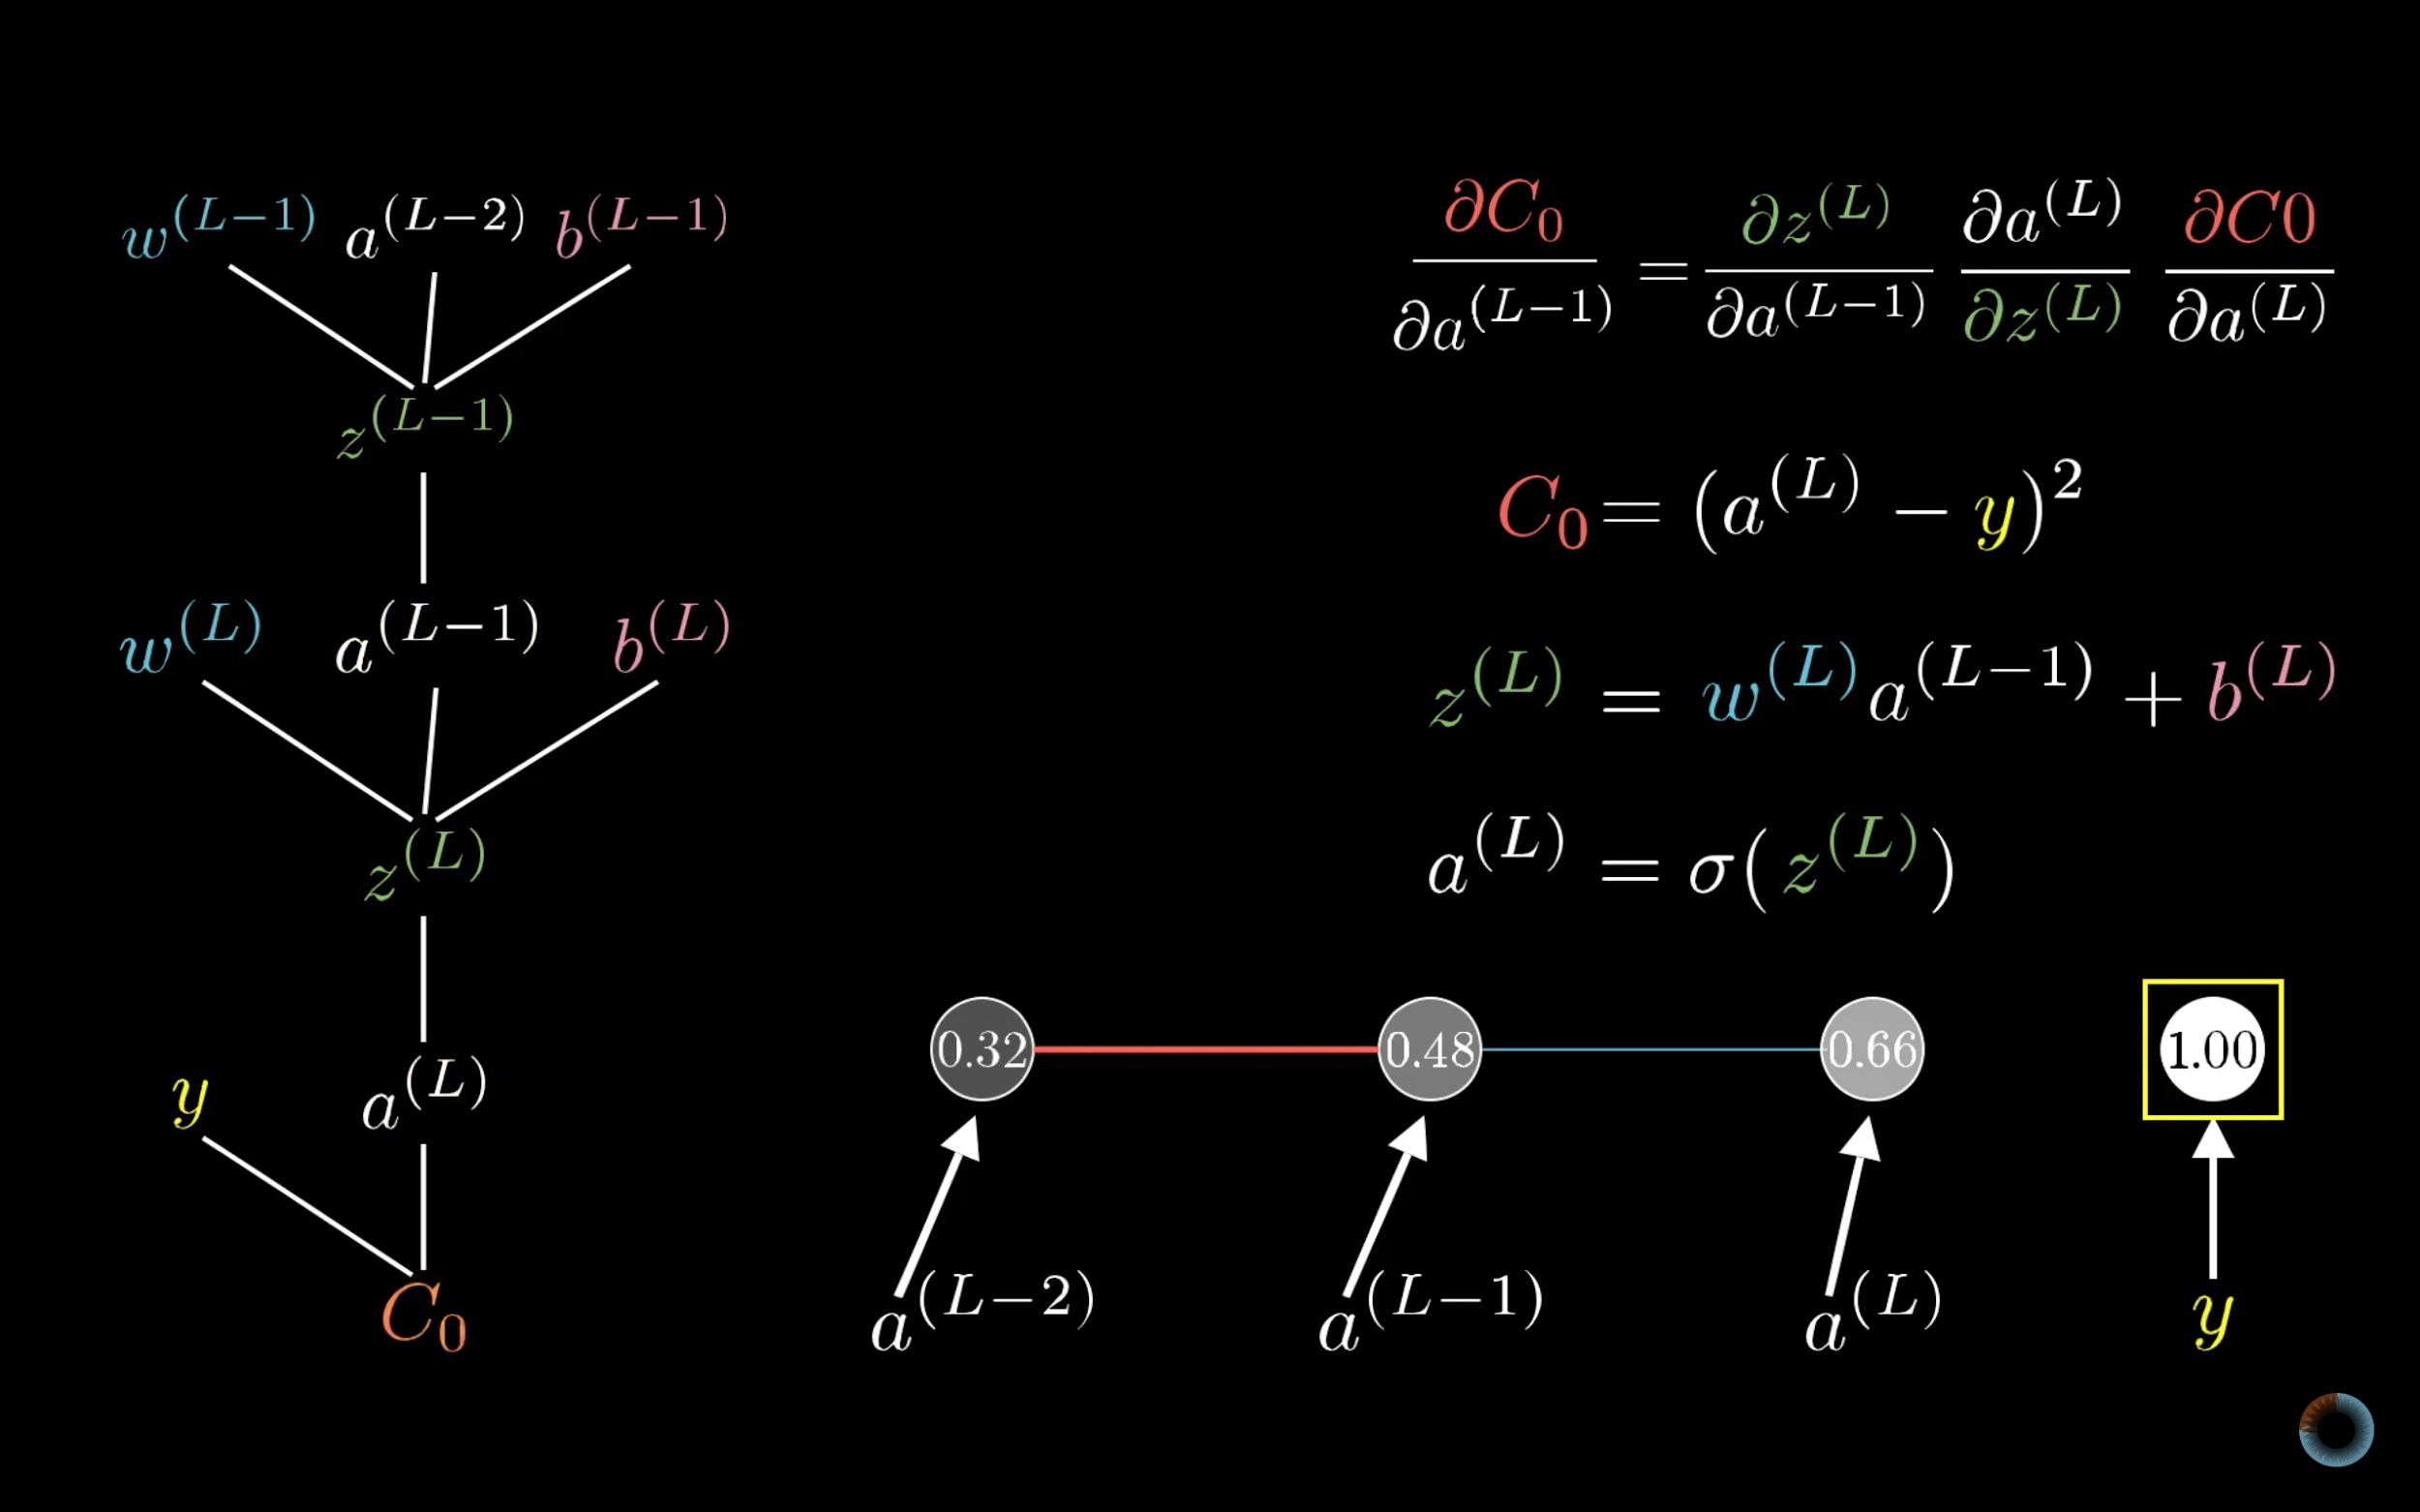 w^(L−1) a^(L−2) b^(L−1)
z^(L−1)
w^(L) a^(L−1) b^(L)
z^(L)
y a^(L)
C₀
∂C₀/∂a^(L−1) = ∂z^(L)/∂a^(L−1) ∂a^(L)/∂z^(L) ∂C0/∂a^(L)
C₀ = (a^(L) − y)²
z^(L) = w^(L)a^(L−1) + b^(L)
a^(L) = σ(z^(L))
0.32 0.48 0.66 1.00
a^(L−2) a^(L−1) a^(L) y